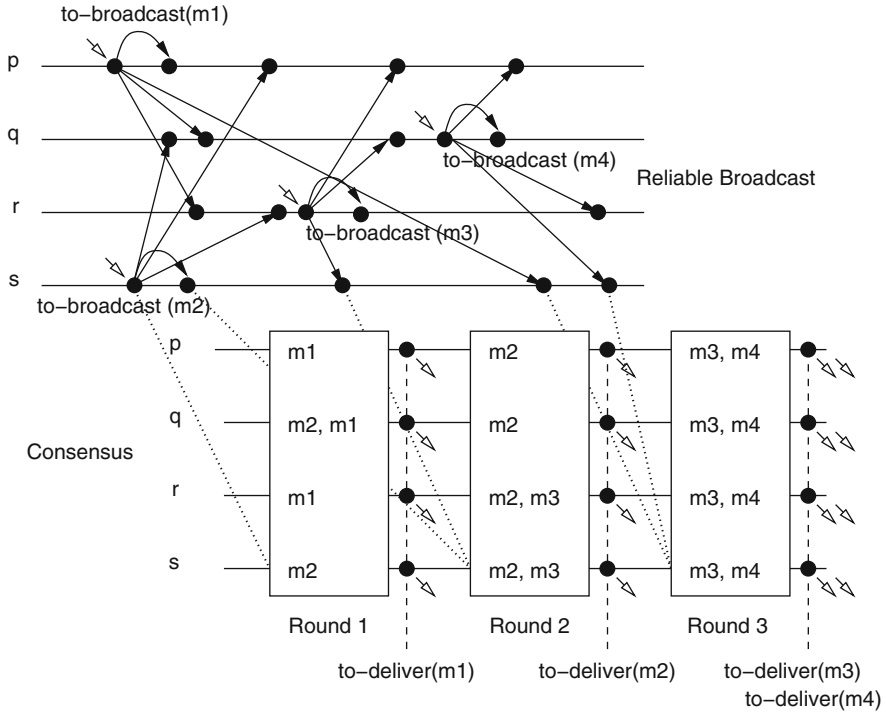 to-broadcast(m1)
p
q
to-broadcast (m4)
Reliable Broadcast
r
to-broadcast (m3)
s
to-broadcast (m2)
p
m1
m2
m3, m4
q
m2, m1
m2
m3, m4
Consensus
r
m1
m2, m3
m3, m4
s
m2
m2, m3
m3, m4
Round 1
Round 2
Round 3
to-deliver(m1)
to-deliver(m2)
to-deliver(m3)
to-deliver(m4)